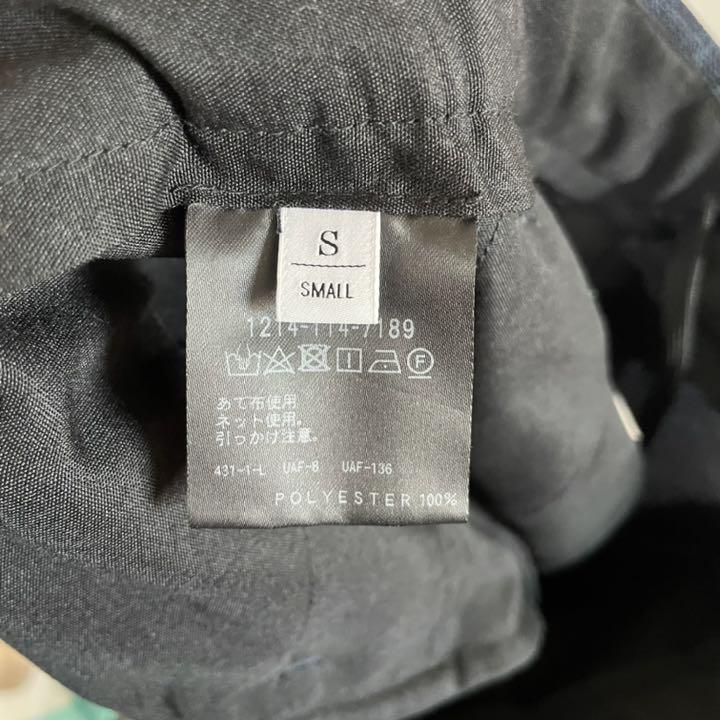 S
SMALL
1214-114-7189
F
あて布使用。
ネット使用。
引っかけ注意。
431-1-L UAF-8 UAF-136
POLYESTER 100%